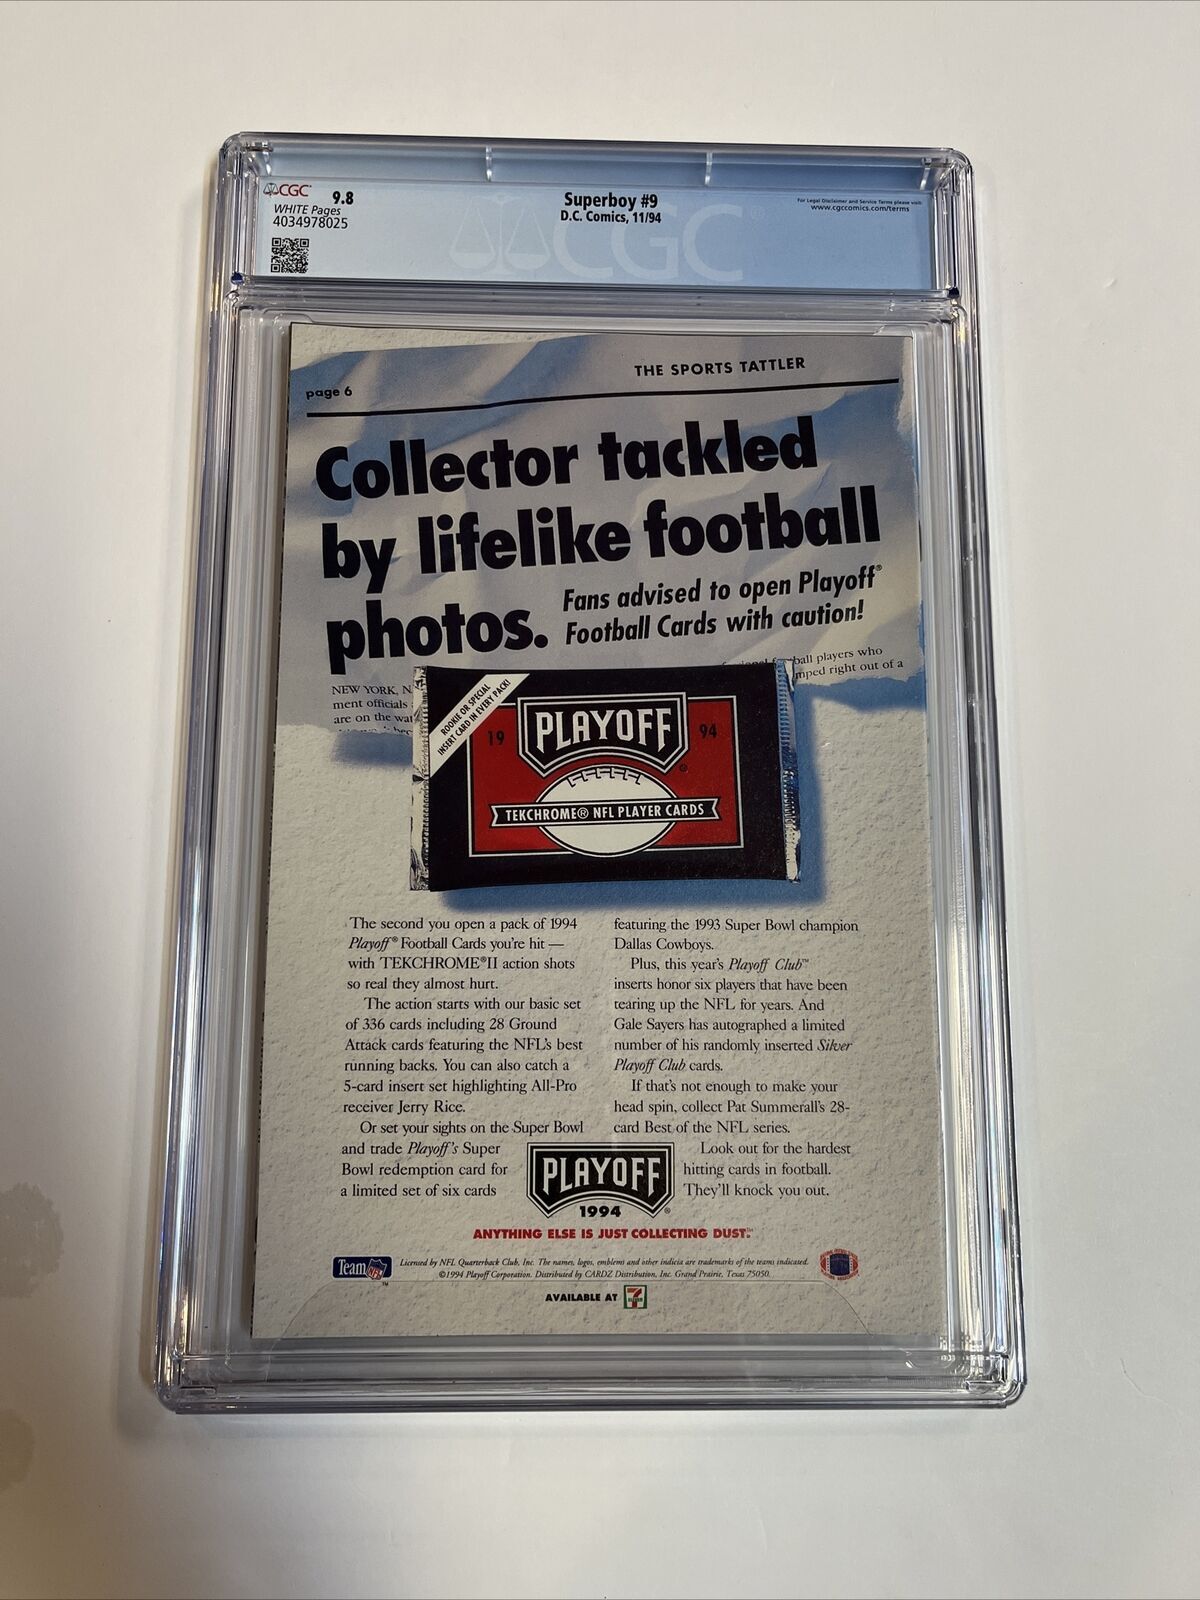 CGC 9.8
WHITE Pages
4034978025
Superboy #9
D.C. Comics, 11/94
For Legal Disclaimer and Service Terms please visit:
www.cgccomics.com/terms
CGC
THE SPORTS TATTLER
page 6
Collector tackled
by lifelike football
photos.
Fans advised to open Playoff®
Football Cards with caution!
NEW YORK,
ment officials
are on the
ball players who
right out of a
ROOKIE OR SPECIAL
INSERT CARD IN EVERY PACK!
PLAYOFF®
19 94
TEKCHROME® NFL PLAYER CARDS
The second you open a pack of 1994
Playoff® Football Cards you're hit —
with TEKCHROME®II action shots
so real they almost hurt.
The action starts with our basic set
of 336 cards including 28 Ground
Attack cards featuring the NFL's best
running backs. You can also catch a
5-card insert set highlighting All-Pro
receiver Jerry Rice.
Or set your sights on the Super Bowl
and trade Playoff's Super
Bowl redemption card for
a limited set of six cards
featuring the 1993 Super Bowl champion
Dallas Cowboys.
Plus, this year's Playoff Club™
inserts honor six players that have been
tearing up the NFL for years. And
Gale Sayers has autographed a limited
number of his randomly inserted Silver
Playoff Club cards.
If that's not enough to make your
head spin, collect Pat Summerall's 28-
card Best of the NFL series.
Look out for the hardest
hitting cards in football.
They'll knock you out.
PLAYOFF®
1994
ANYTHING ELSE IS JUST COLLECTING DUST.™
Team NFL™
Licensed by NFL Quarterback Club, Inc. The names, logos, emblems and other indicia are trademarks of the teams indicated.
©1994 Playoff Corporation. Distributed by CARDZ Distribution, Inc. Grand Prairie, Texas 75050.
AVAILABLE AT 7 ELEVEN